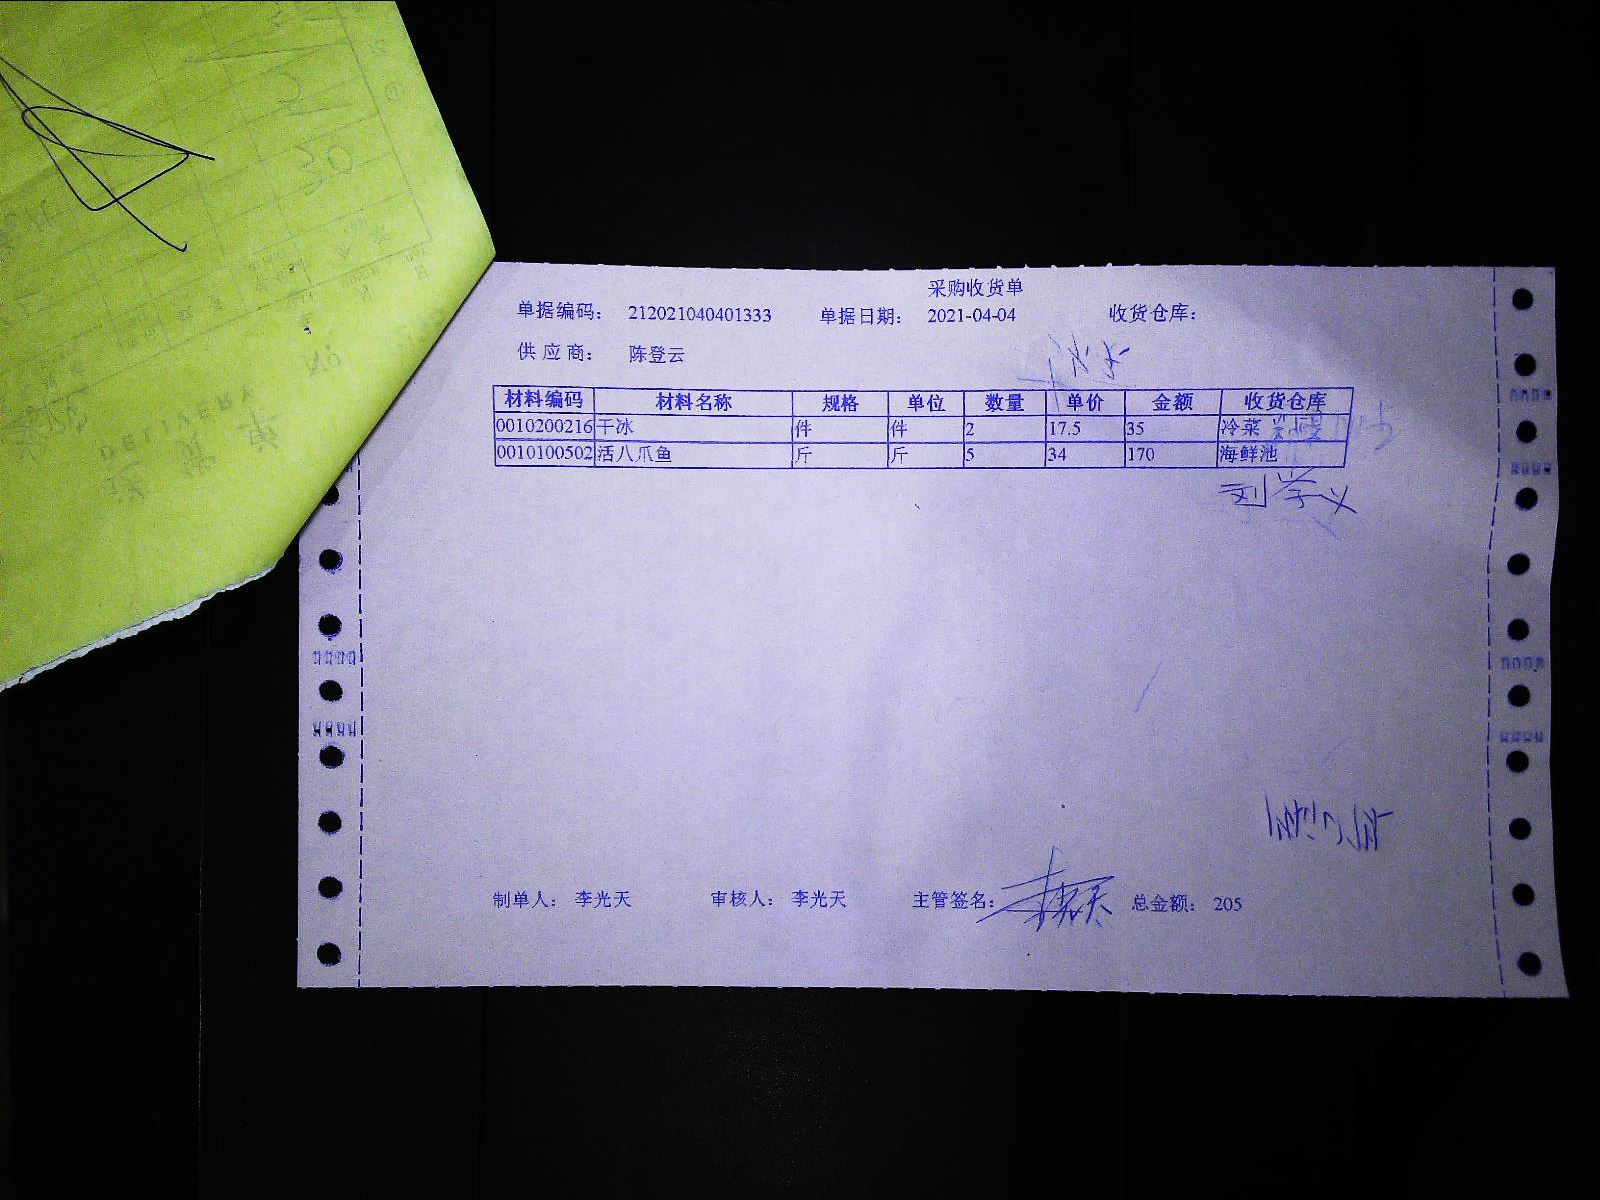 采购收货单
单据编码： 212021040401333 单据日期： 2021-04-04 收货仓库：
供 应 商： 陈登云
材料编码 材料名称 规格 单位 数量 单价 金额 收货仓库
0010200216 干冰 件 件 2 17.5 35 冷菜
0010100502 活八爪鱼 斤 斤 5 34 170 海鲜池
刘学义
制单人： 李光天 审核人： 李光天 主管签名： 李光天 总金额： 205